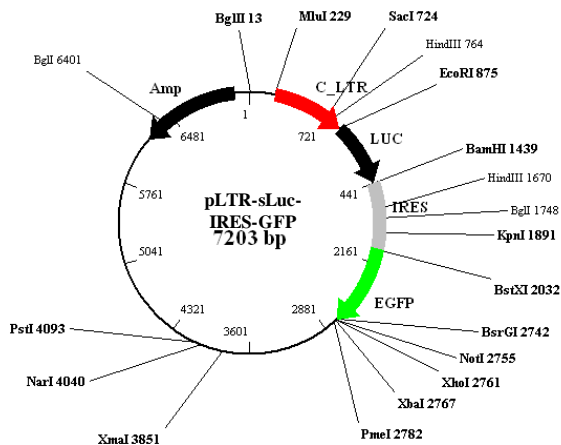 BglII 13
MluI 229
SacI 724
HindIII 764
EcoRI 875
BglI 6401
Amp
C_LTR
LUC
1
721
6481
BamHI 1439
441
HindIII 1670
5761
IRES
BglI 1748
pLTR-sLuc-
IRES-GFP
7203 bp
KpnI 1891
2161
5041
BstXI 2032
EGFP
4321
2881
3601
BsrGI 2742
PstI 4093
NotI 2755
XhoI 2761
NarI 4040
XbaI 2767
PmeI 2782
XmaI 3851